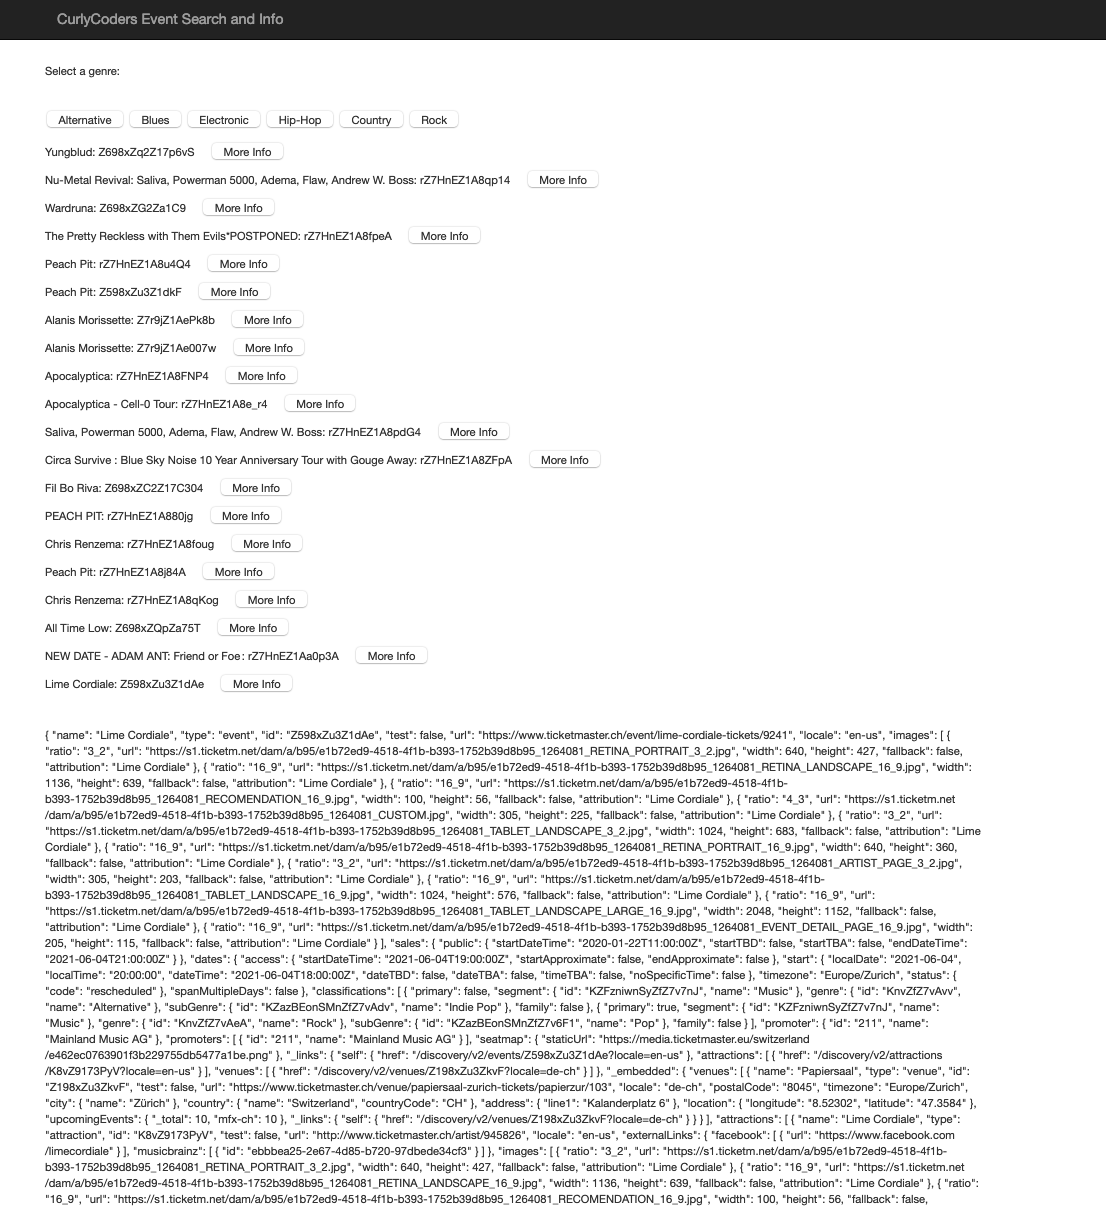 CurlyCoders Event Search and Info
Select a genre:
Alternative Blues Electronic Hip-Hop Country Rock
Yungblud: Z698xZq2Z17p6vS More Info
Nu-Metal Revival: Saliva, Powerman 5000, Adema, Flaw, Andrew W. Boss: rZ7HnEZ1A8qp14 More Info
Wardruna: Z698xZG2Za1C9 More Info
The Pretty Reckless with Them Evils*POSTPONED: rZ7HnEZ1A8fpeA More Info
Peach Pit: rZ7HnEZ1A8u4Q4 More Info
Peach Pit: Z598xZu3Z1dkF More Info
Alanis Morissette: Z7r9jZ1AePk8b More Info
Alanis Morissette: Z7r9jZ1Ae007w More Info
Apocalyptica: rZ7HnEZ1A8FNP4 More Info
Apocalyptica - Cell-0 Tour: rZ7HnEZ1A8e_r4 More Info
Saliva, Powerman 5000, Adema, Flaw, Andrew W. Boss: rZ7HnEZ1A8pdG4 More Info
Circa Survive : Blue Sky Noise 10 Year Anniversary Tour with Gouge Away: rZ7HnEZ1A8ZFpA More Info
Fil Bo Riva: Z698xZC2Z17C304 More Info
PEACH PIT: rZ7HnEZ1A880jg More Info
Chris Renzema: rZ7HnEZ1A8foug More Info
Peach Pit: rZ7HnEZ1A8j84A More Info
Chris Renzema: rZ7HnEZ1A8qKog More Info
All Time Low: Z698xZQpZa75T More Info
NEW DATE - ADAM ANT: Friend or Foe: rZ7HnEZ1Aa0p3A More Info
Lime Cordiale: Z598xZu3Z1dAe More Info
{ "name": "Lime Cordiale", "type": "event", "id": "Z598xZu3Z1dAe", "test": false, "url": "https://www.ticketmaster.ch/event/lime-cordiale-tickets/9241", "locale": "en-us", "images": [ {
"ratio": "3_2", "url": "https://s1.ticketm.net/dam/a/b95/e1b72ed9-4518-4f1b-b393-1752b39d8b95_1264081_RETINA_PORTRAIT_3_2.jpg", "width": 640, "height": 427, "fallback": false,
"attribution": "Lime Cordiale" }, { "ratio": "16_9", "url": "https://s1.ticketm.net/dam/a/b95/e1b72ed9-4518-4f1b-b393-1752b39d8b95_1264081_RETINA_LANDSCAPE_16_9.jpg", "width":
1136, "height": 639, "fallback": false, "attribution": "Lime Cordiale" }, { "ratio": "16_9", "url": "https://s1.ticketm.net/dam/a/b95/e1b72ed9-4518-4f1b-
b393-1752b39d8b95_1264081_RECOMENDATION_16_9.jpg", "width": 100, "height": 56, "fallback": false, "attribution": "Lime Cordiale" }, { "ratio": "4_3", "url": "https://s1.ticketm.net
/dam/a/b95/e1b72ed9-4518-4f1b-b393-1752b39d8b95_1264081_CUSTOM.jpg", "width": 305, "height": 225, "fallback": false, "attribution": "Lime Cordiale" }, { "ratio": "3_2", "url":
"https://s1.ticketm.net/dam/a/b95/e1b72ed9-4518-4f1b-b393-1752b39d8b95_1264081_TABLET_LANDSCAPE_3_2.jpg", "width": 1024, "height": 683, "fallback": false, "attribution": "Lime
Cordiale" }, { "ratio": "16_9", "url": "https://s1.ticketm.net/dam/a/b95/e1b72ed9-4518-4f1b-b393-1752b39d8b95_1264081_RETINA_PORTRAIT_16_9.jpg", "width": 640, "height": 360,
"fallback": false, "attribution": "Lime Cordiale" }, { "ratio": "3_2", "url": "https://s1.ticketm.net/dam/a/b95/e1b72ed9-4518-4f1b-b393-1752b39d8b95_1264081_ARTIST_PAGE_3_2.jpg",
"width": 305, "height": 203, "fallback": false, "attribution": "Lime Cordiale" }, { "ratio": "16_9", "url": "https://s1.ticketm.net/dam/a/b95/e1b72ed9-4518-4f1b-
b393-1752b39d8b95_1264081_TABLET_LANDSCAPE_16_9.jpg", "width": 1024, "height": 576, "fallback": false, "attribution": "Lime Cordiale" }, { "ratio": "16_9", "url":
"https://s1.ticketm.net/dam/a/b95/e1b72ed9-4518-4f1b-b393-1752b39d8b95_1264081_TABLET_LANDSCAPE_LARGE_16_9.jpg", "width": 2048, "height": 1152, "fallback": false,
"attribution": "Lime Cordiale" }, { "ratio": "16_9", "url": "https://s1.ticketm.net/dam/a/b95/e1b72ed9-4518-4f1b-b393-1752b39d8b95_1264081_EVENT_DETAIL_PAGE_16_9.jpg", "width":
205, "height": 115, "fallback": false, "attribution": "Lime Cordiale" } ], "sales": { "public": { "startDateTime": "2020-01-22T11:00:00Z", "startTBD": false, "startTBA": false, "endDateTime":
"2021-06-04T21:00:00Z" } }, "dates": { "access": { "startDateTime": "2021-06-04T19:00:00Z", "startApproximate": false, "endApproximate": false }, "start": { "localDate": "2021-06-04",
"localTime": "20:00:00", "dateTime": "2021-06-04T18:00:00Z", "dateTBD": false, "dateTBA": false, "timeTBA": false, "noSpecificTime": false }, "timezone": "Europe/Zurich", "status": {
"code": "rescheduled" }, "spanMultipleDays": false }, "classifications": [ { "primary": false, "segment": { "id": "KZFzniwnSyZfZ7v7nJ", "name": "Music" }, "genre": { "id": "KnvZfZ7vAvv",
"name": "Alternative" }, "subGenre": { "id": "KZazBEonSMnZfZ7vAdv", "name": "Indie Pop" }, "family": false }, { "primary": true, "segment": { "id": "KZFzniwnSyZfZ7v7nJ", "name":
"Music" }, "genre": { "id": "KnvZfZ7vAeA", "name": "Rock" }, "subGenre": { "id": "KZazBEonSMnZfZ7v6F1", "name": "Pop" }, "family": false } ], "promoter": { "id": "211", "name":
"Mainland Music AG" }, "promoters": [ { "id": "211", "name": "Mainland Music AG" } ], "seatmap": { "staticUrl": "https://media.ticketmaster.eu/switzerland
/e462ec0763901f3b229755db5477a1be.png" }, "_links": { "self": { "href": "/discovery/v2/events/Z598xZu3Z1dAe?locale=en-us" }, "attractions": [ { "href": "/discovery/v2/attractions
/K8vZ9173PyV?locale=en-us" } ], "venues": [ { "href": "/discovery/v2/venues/Z198xZu3ZkvF?locale=de-ch" } ] }, "_embedded": { "venues": [ { "name": "Papiersaal", "type": "venue", "id":
"Z198xZu3ZkvF", "test": false, "url": "https://www.ticketmaster.ch/venue/papiersaal-zurich-tickets/papierzur/103", "locale": "de-ch", "postalCode": "8045", "timezone": "Europe/Zurich",
"city": { "name": "Zürich" }, "country": { "name": "Switzerland", "countryCode": "CH" }, "address": { "line1": "Kalanderplatz 6" }, "location": { "longitude": "8.52302", "latitude": "47.3584" },
"upcomingEvents": { "_total": 10, "mfx-ch": 10 }, "_links": { "self": { "href": "/discovery/v2/venues/Z198xZu3ZkvF?locale=de-ch" } } } ], "attractions": [ { "name": "Lime Cordiale", "type":
"attraction", "id": "K8vZ9173PyV", "test": false, "url": "http://www.ticketmaster.ch/artist/945826", "locale": "en-us", "externalLinks": { "facebook": [ { "url": "https://www.facebook.com
/limecordiale" } ], "musicbrainz": [ { "id": "ebbbea25-2e67-4d85-b720-97dbede34cf3" } ] }, "images": [ { "ratio": "3_2", "url": "https://s1.ticketm.net/dam/a/b95/e1b72ed9-4518-4f1b-
b393-1752b39d8b95_1264081_RETINA_PORTRAIT_3_2.jpg", "width": 640, "height": 427, "fallback": false, "attribution": "Lime Cordiale" }, { "ratio": "16_9", "url": "https://s1.ticketm.net
/dam/a/b95/e1b72ed9-4518-4f1b-b393-1752b39d8b95_1264081_RETINA_LANDSCAPE_16_9.jpg", "width": 1136, "height": 639, "fallback": false, "attribution": "Lime Cordiale" }, { "ratio":
"16_9", "url": "https://s1.ticketm.net/dam/a/b95/e1b72ed9-4518-4f1b-b393-1752b39d8b95_1264081_RECOMENDATION_16_9.jpg", "width": 100, "height": 56, "fallback": false,